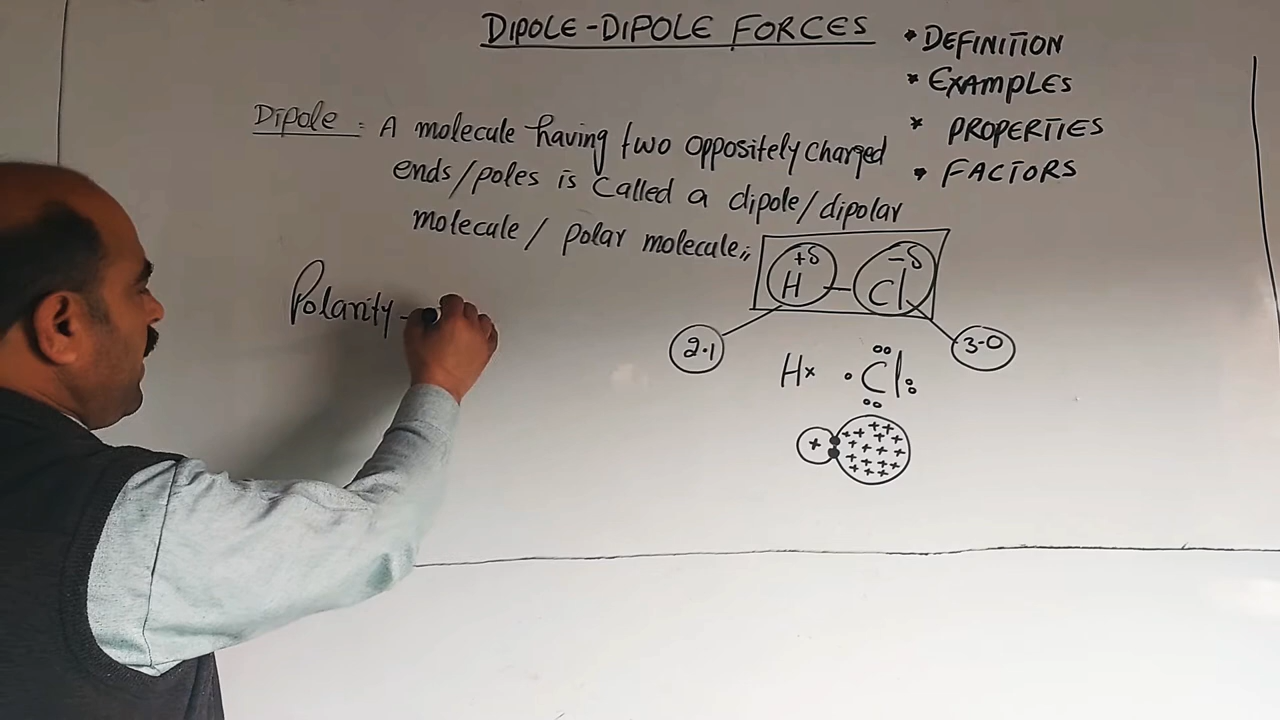 DIPOLE-DIPOLE FORCES
* DEFINITION
* EXAMPLES
* PROPERTIES
* FACTORS
Dipole : A molecule having two oppositely charged
ends/poles is called a dipole/dipolar
molecule / polar molecule,,
+δ -δ
H - Cl
2.1
3.0
Polarity -
H× ·Cl
+
+ + + + + + + + + + + + + + + + +